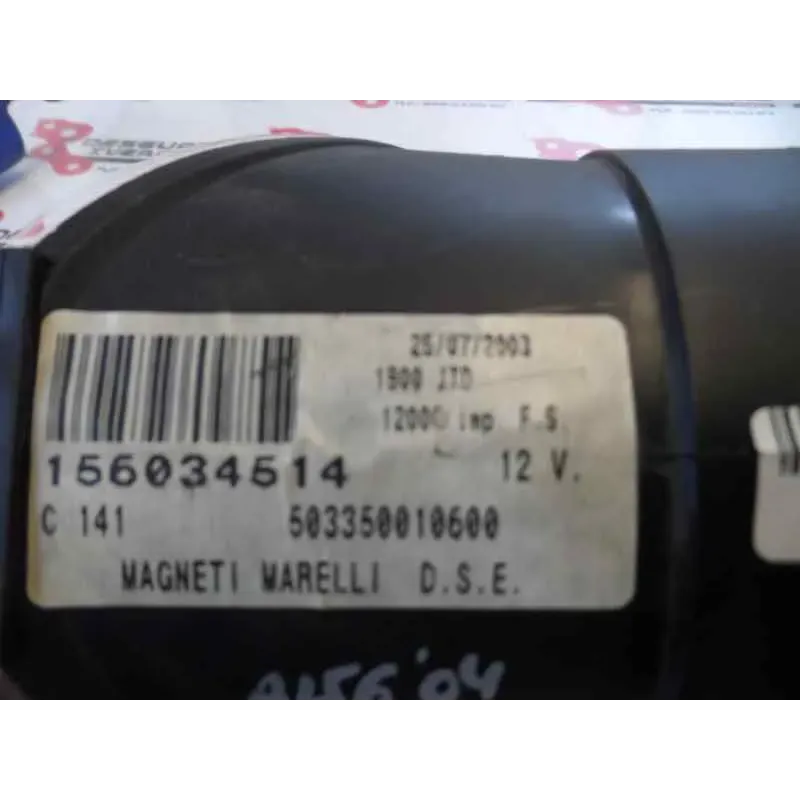 25/07/2003
1900 JTD
12000 imp F.S.
156034514
12 V.
C 141
503350010600
MAGNETI MARELLI D.S.E.
A156 '04